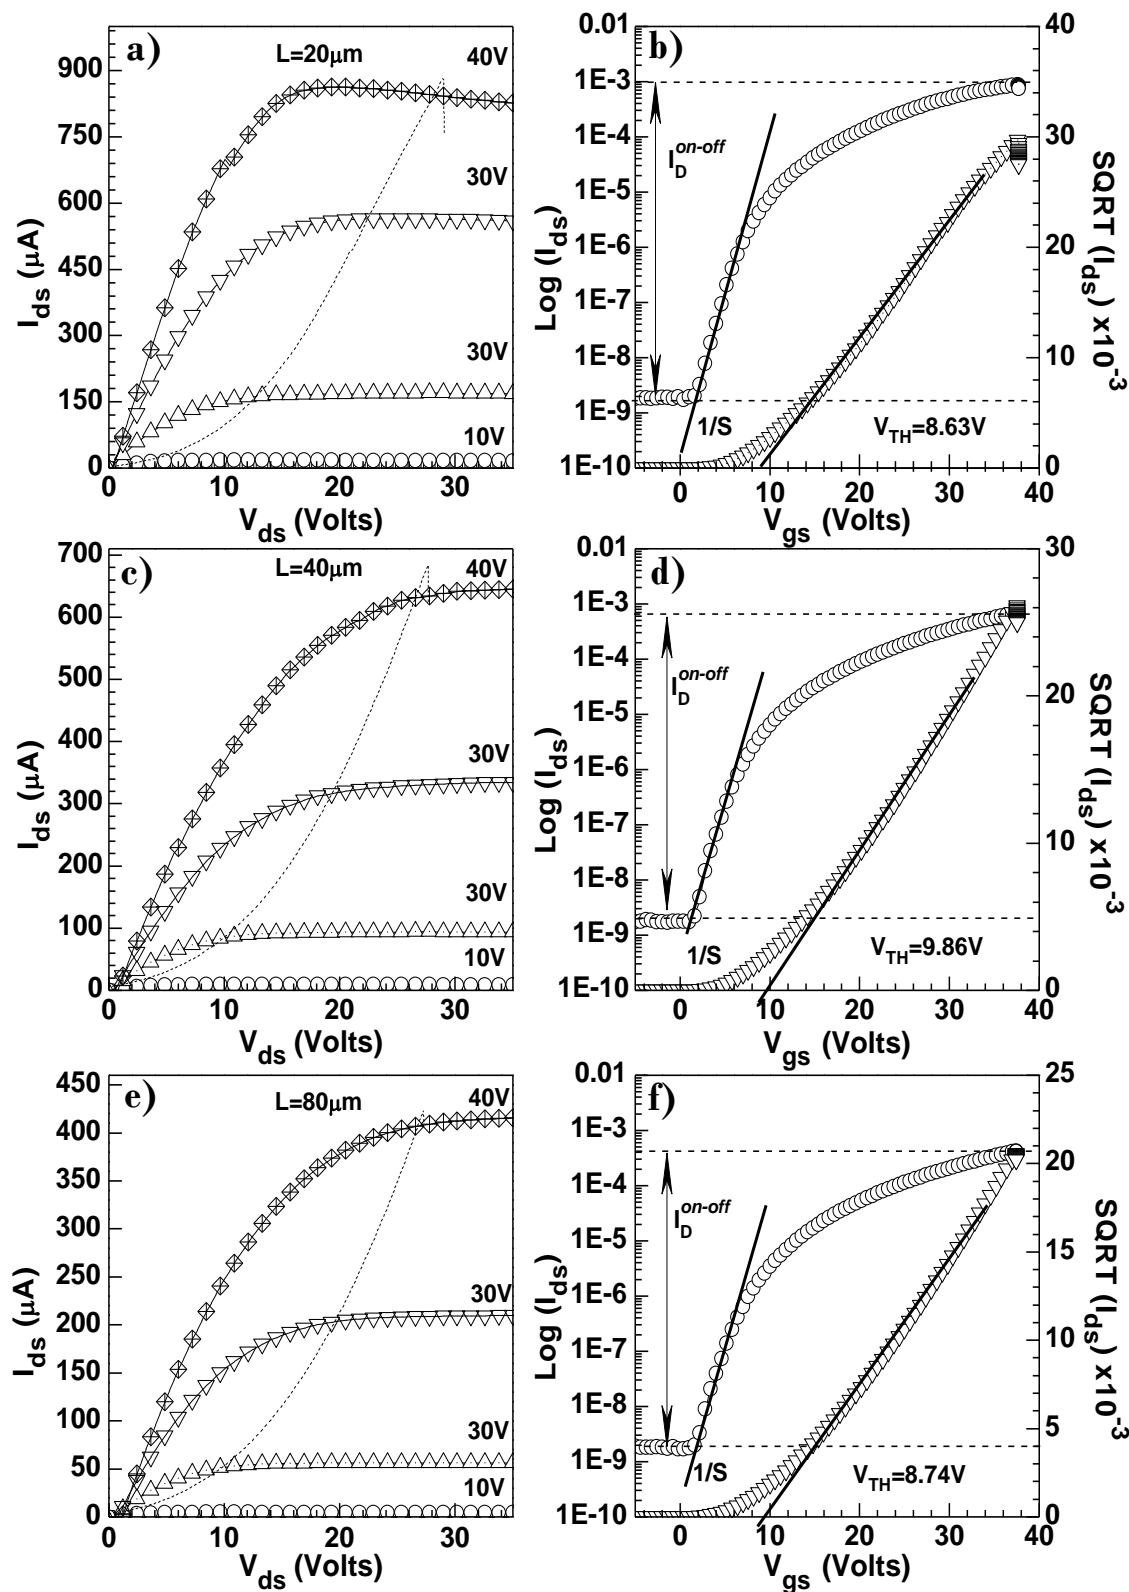 a)
L=20μm
40V
30V
30V
10V
900
750
600
450
300
150
0
0 10 20 30
I_ds (μA)
V_ds (Volts)
b)
0.01
1E-3
1E-4
1E-5
1E-6
1E-7
1E-8
1E-9
1E-10
40
30
20
10
0
0 10 20 30 40
Log (I_ds)
SQRT (I_ds) x10^-3
I_D^on-off
1/S
V_TH=8.63V
V_gs (Volts)
c)
L=40μm
40V
30V
30V
10V
700
600
500
400
300
200
100
0
0 10 20 30
I_ds (μA)
V_ds (Volts)
d)
0.01
1E-3
1E-4
1E-5
1E-6
1E-7
1E-8
1E-9
1E-10
30
20
10
0
0 10 20 30 40
Log (I_ds)
SQRT (I_ds) x10^-3
I_D^on-off
1/S
V_TH=9.86V
V_gs (Volts)
e)
L=80μm
40V
30V
30V
10V
450
400
350
300
250
200
150
100
50
0
0 10 20 30
I_ds (μA)
V_ds (Volts)
f)
0.01
1E-3
1E-4
1E-5
1E-6
1E-7
1E-8
1E-9
1E-10
25
20
15
10
5
0
0 10 20 30 40
Log (I_ds)
SQRT (I_ds) x10^-3
I_D^on-off
1/S
V_TH=8.74V
V_gs (Volts)